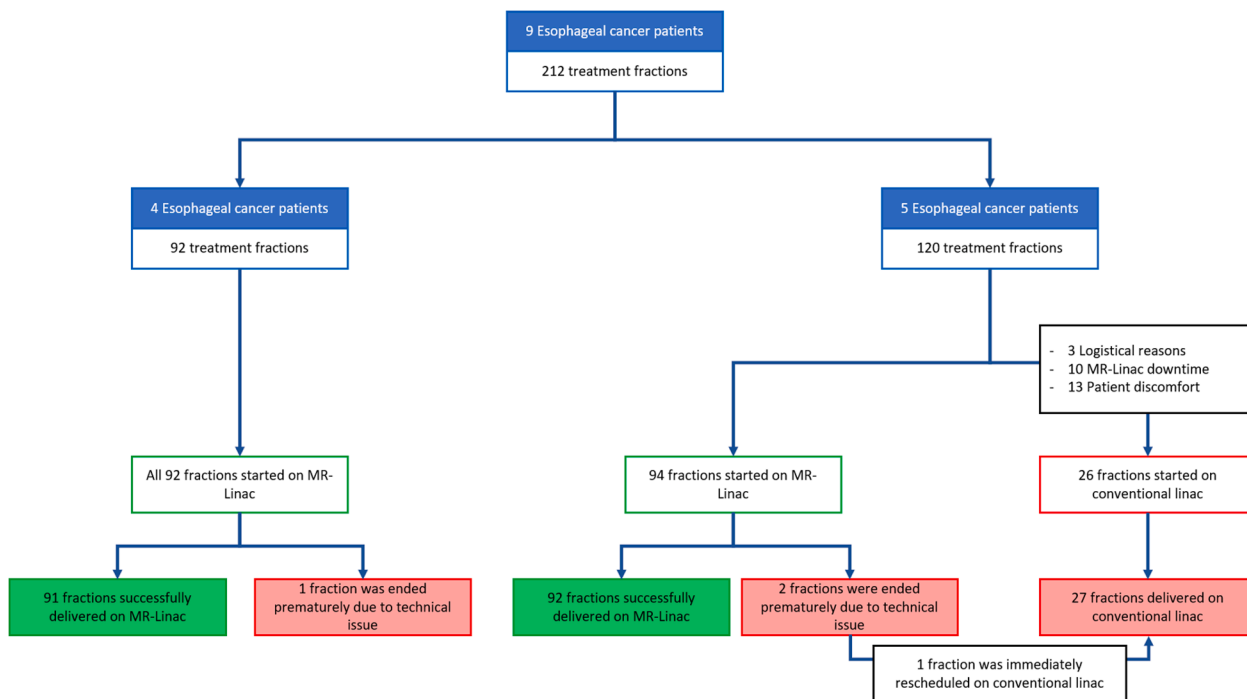 9 Esophageal cancer patients
212 treatment fractions
4 Esophageal cancer patients
92 treatment fractions
5 Esophageal cancer patients
120 treatment fractions
- 3 Logistical reasons
- 10 MR-Linac downtime
- 13 Patient discomfort
All 92 fractions started on MR-
Linac
94 fractions started on MR-
Linac
26 fractions started on
conventional linac
91 fractions successfully
delivered on MR-Linac
1 fraction was ended
prematurely due to technical
issue
92 fractions successfully
delivered on MR-Linac
2 fractions were ended
prematurely due to technical
issue
27 fractions delivered on
conventional linac
1 fraction was immediately
rescheduled on conventional linac